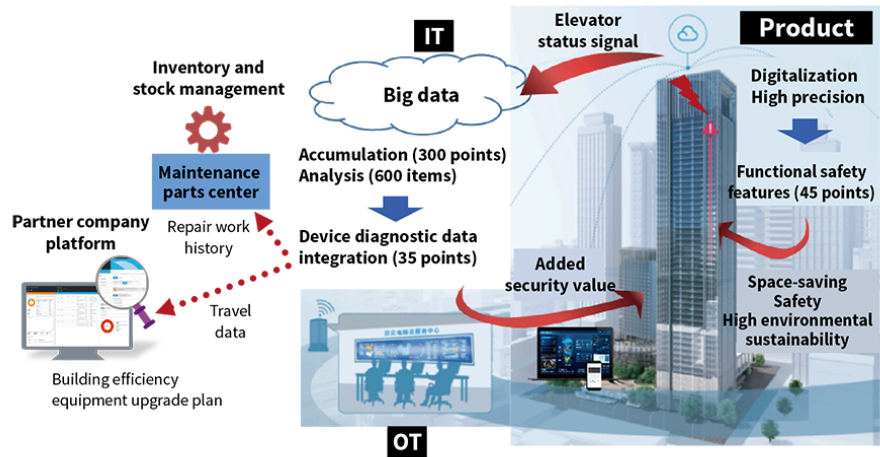 IT
Elevator
status signal
Product
Inventory and
stock management
Big data
Digitalization
High precision
Accumulation (300 points)
Analysis (600 items)
Maintenance
parts center
Functional safety
features (45 points)
Partner company
platform
Repair work
history
Device diagnostic data
integration (35 points)
Added
security value
Space-saving
Safety
High environmental
sustainability
Travel
data
Building efficiency
equipment upgrade plan
OT